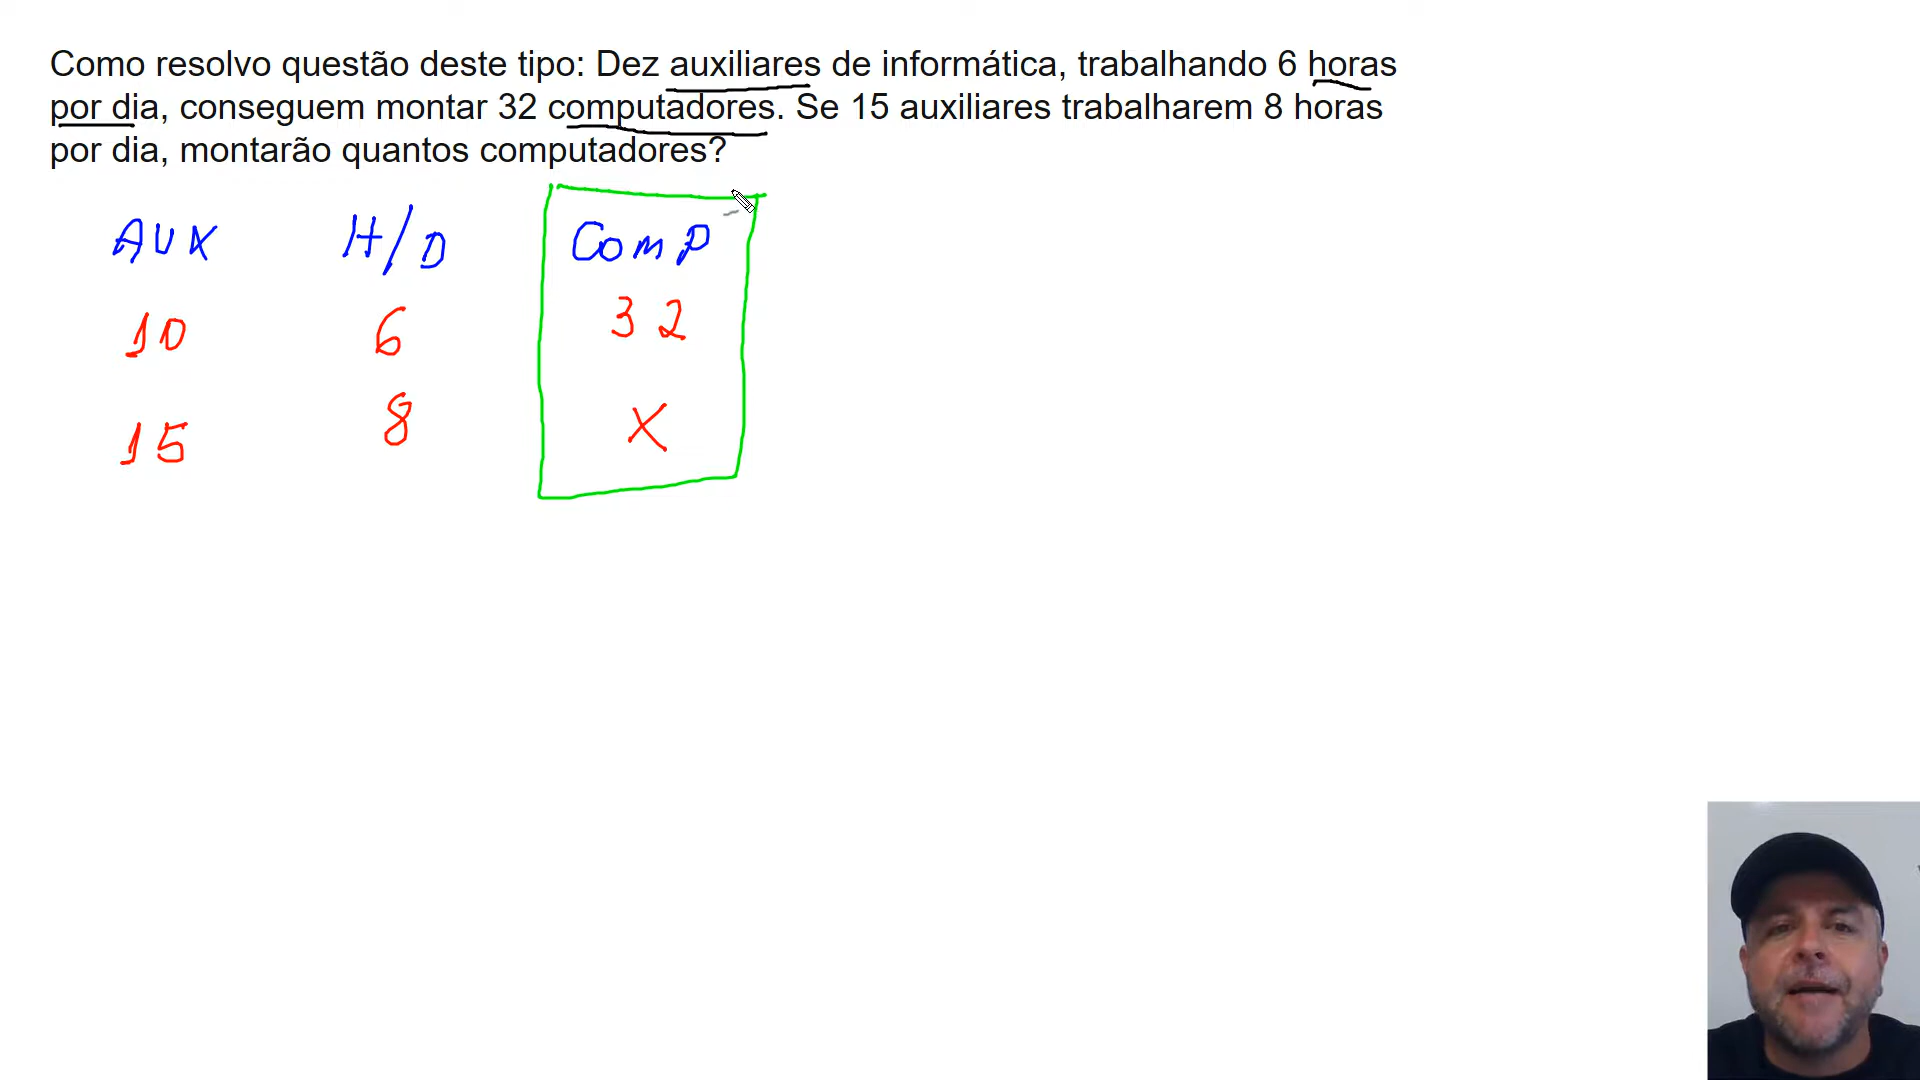 Como resolvo questão deste tipo: Dez auxiliares de informática, trabalhando 6 horas
por dia, conseguem montar 32 computadores. Se 15 auxiliares trabalharem 8 horas
por dia, montarão quantos computadores?
AUX H/D COMP
10 6 32
15 8 X